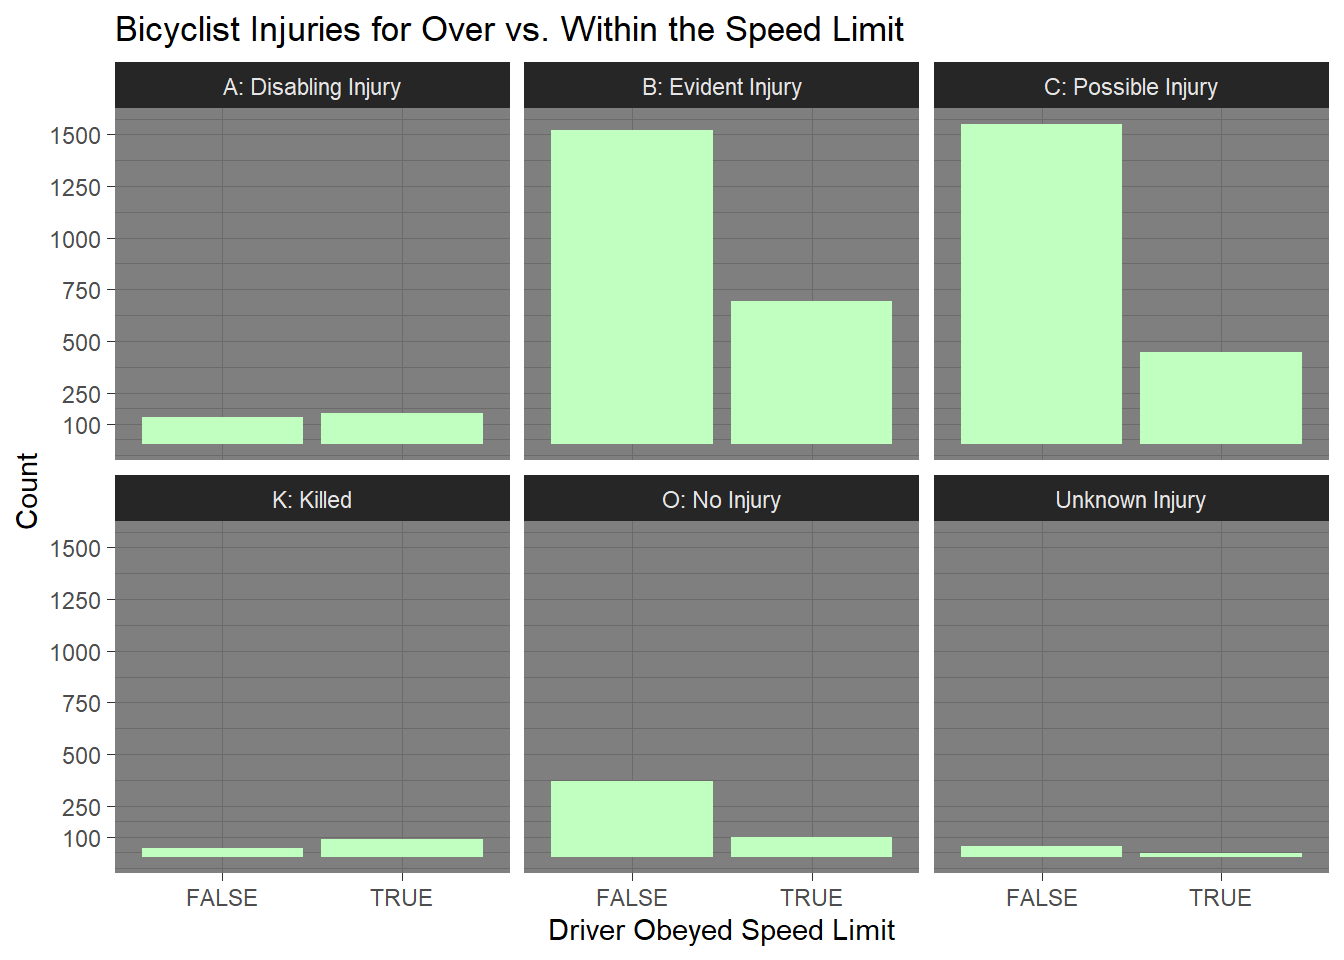 Bicyclist Injuries for Over vs. Within the Speed Limit
A: Disabling Injury
B: Evident Injury
C: Possible Injury
1500
1250
1000
750
500
250
100
K: Killed
O: No Injury
Unknown Injury
1500
1250
1000
750
500
250
100
Count
FALSE TRUE
FALSE TRUE
FALSE TRUE
Driver Obeyed Speed Limit